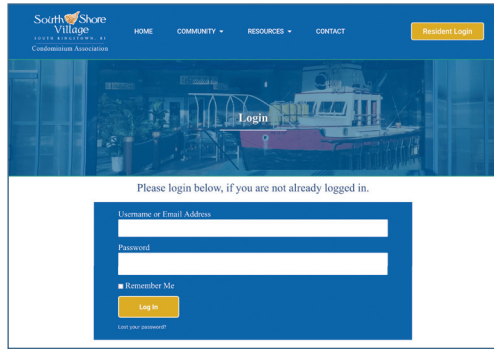 South Shore
Village
SOUTH KINGSTOWN, RI
Condominium Association
HOME
COMMUNITY
RESOURCES
CONTACT
Resident Login
Login
Please login below, if you are not already logged in.
Username or Email Address
Password
Remember Me
Log In
Lost your password?